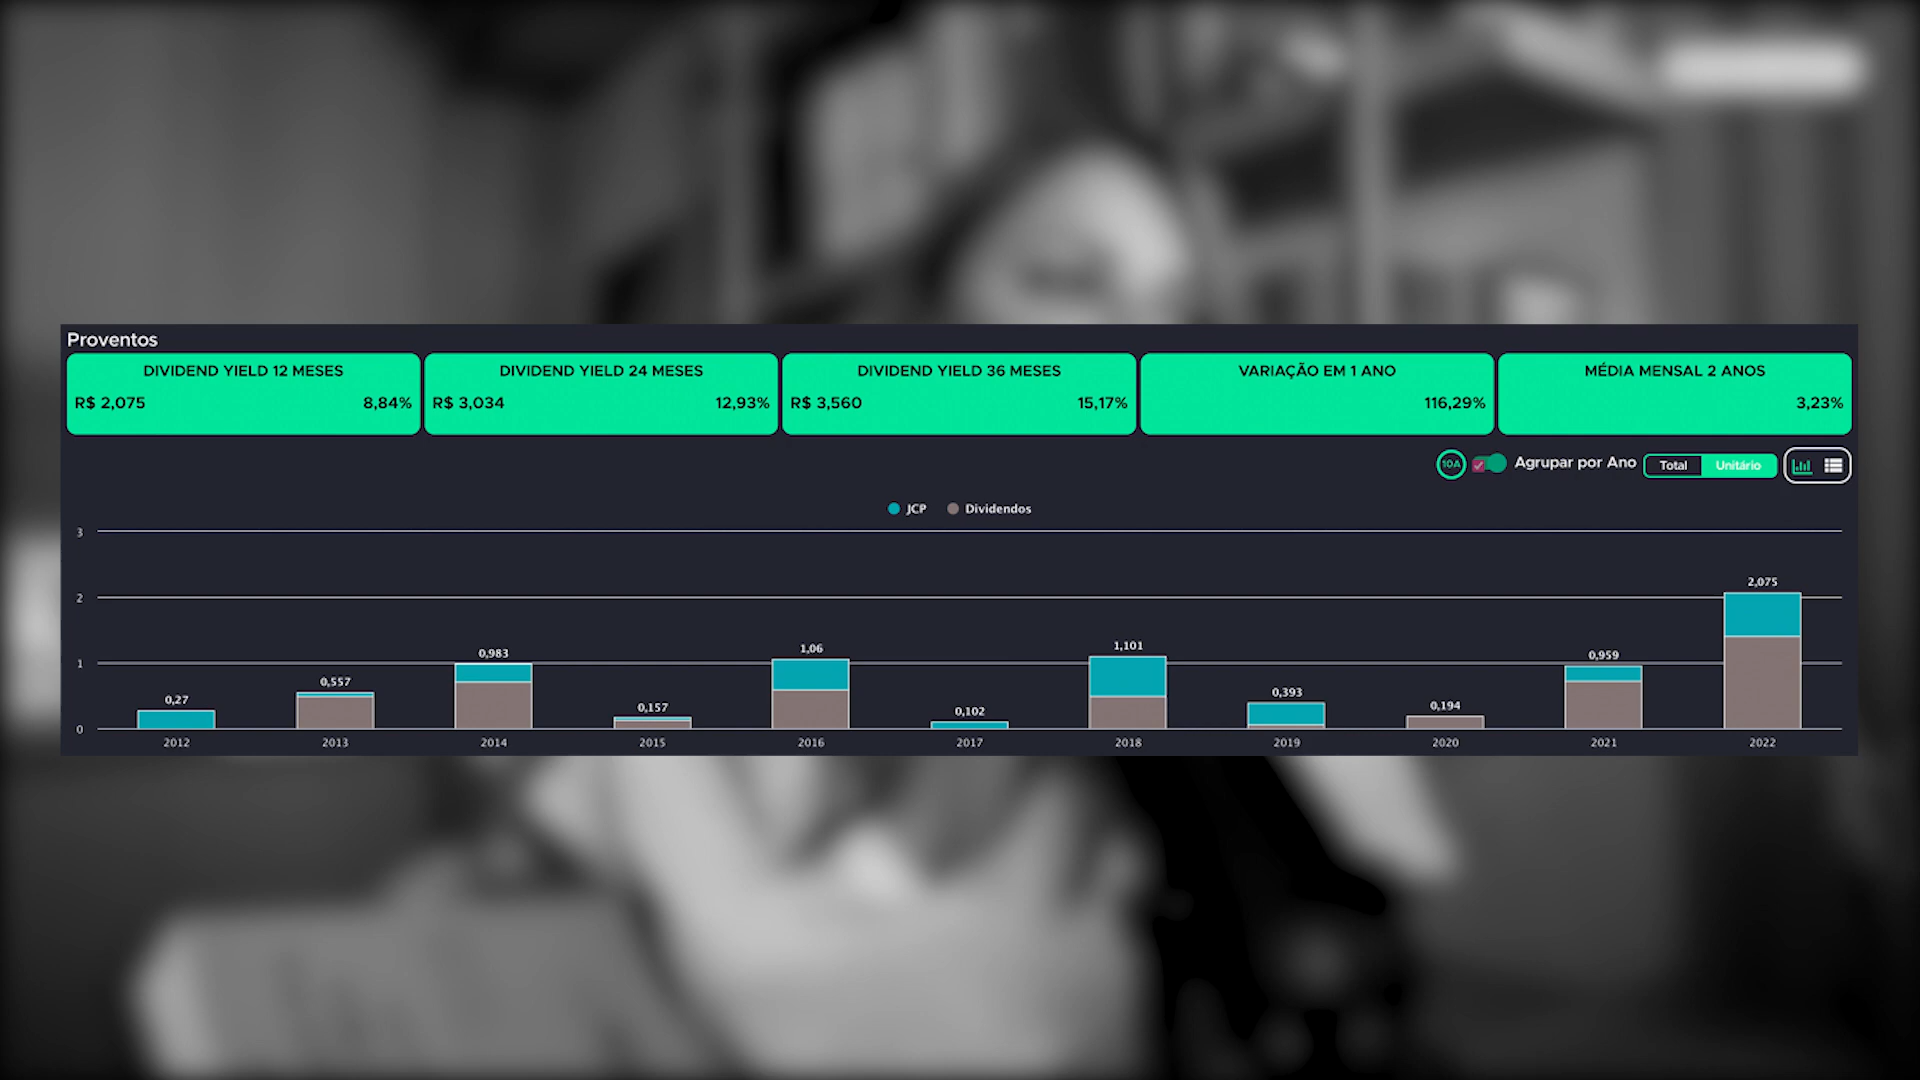 Proventos
DIVIDEND YIELD 12 MESES
R$ 2,075 8,84%
DIVIDEND YIELD 24 MESES
R$ 3,034 12,93%
DIVIDEND YIELD 36 MESES
R$ 3,560 15,17%
VARIAÇÃO EM 1 ANO
116,29%
MÉDIA MENSAL 2 ANOS
3,23%
10A Agrupar por Ano Total Unitário
JCP Dividendos
3
2
1
0
0,27
0,557
0,983
0,157
1,06
0,102
1,101
0,393
0,194
0,959
2,075
2012 2013 2014 2015 2016 2017 2018 2019 2020 2021 2022